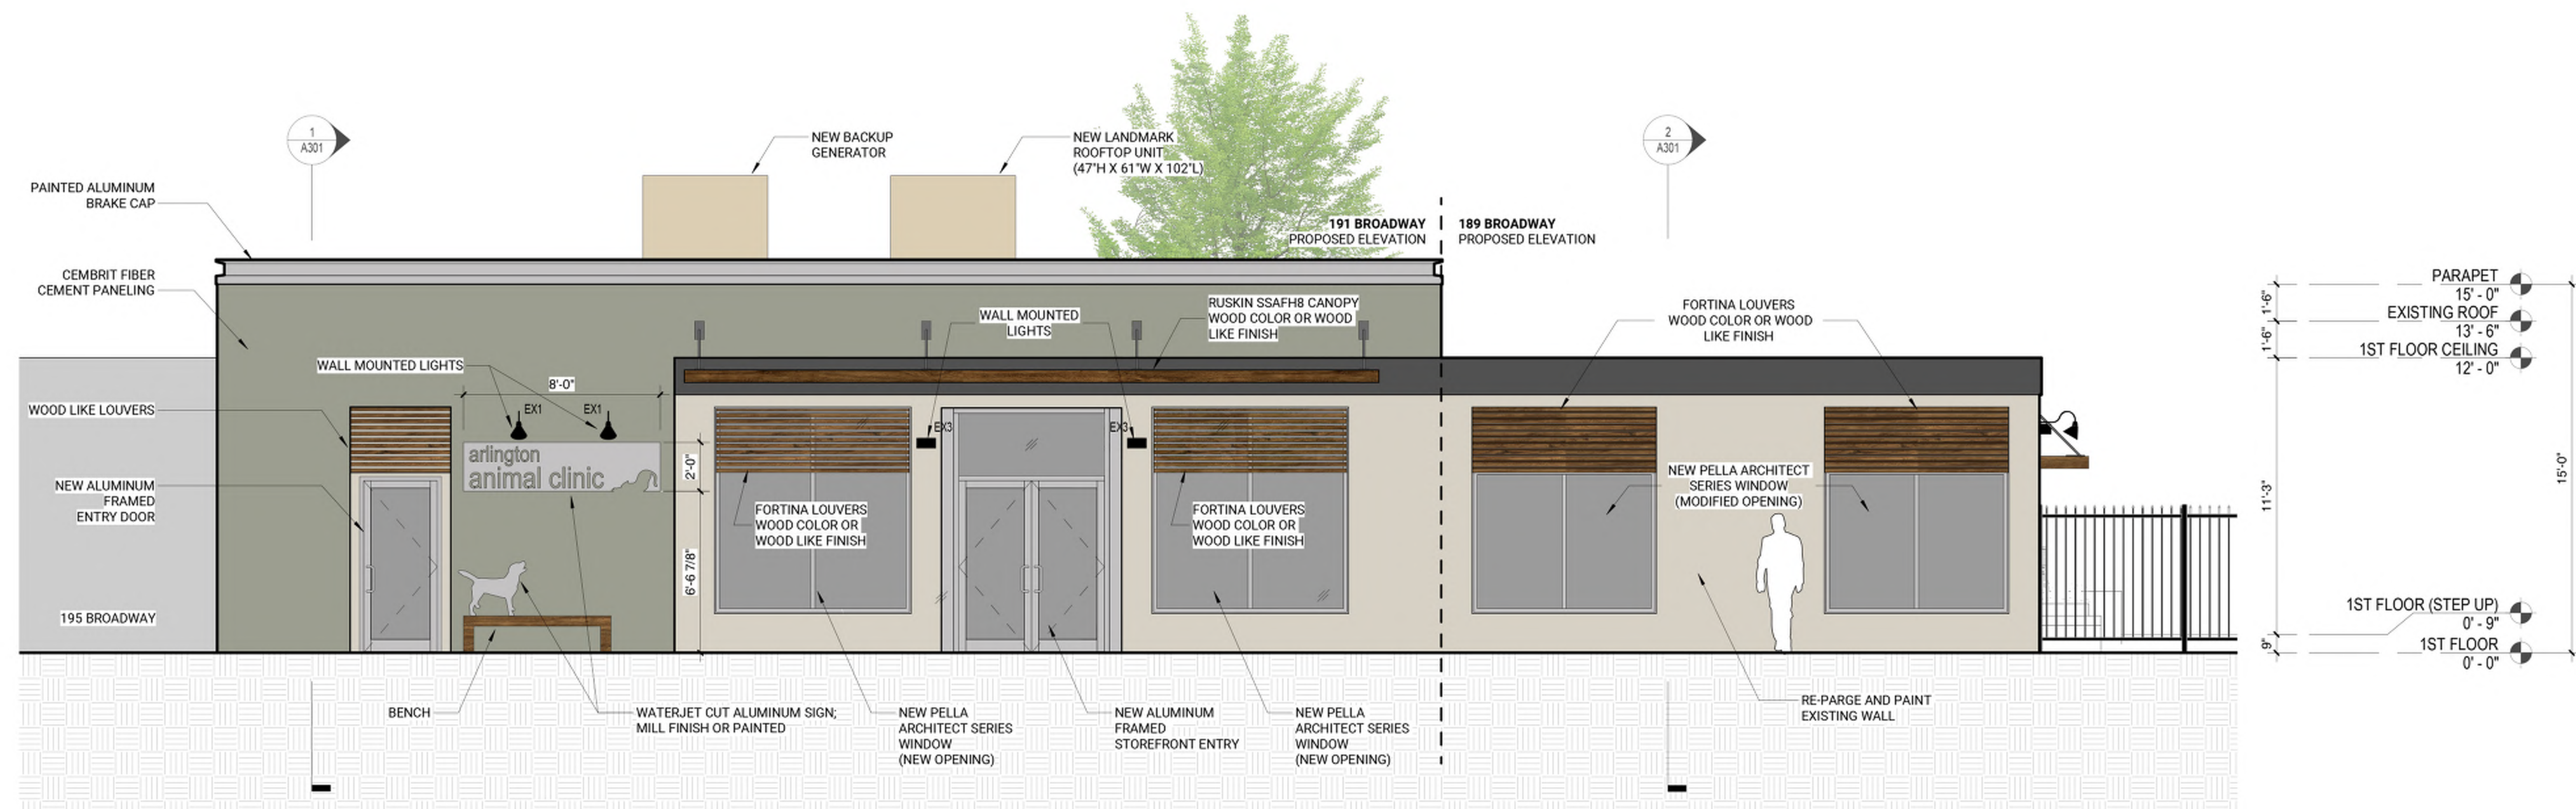 1
A301
2
A301
NEW BACKUP
GENERATOR
NEW LANDMARK
ROOFTOP UNIT
(47"H X 61"W X 102"L)
PAINTED ALUMINUM
BRAKE CAP
191 BROADWAY
PROPOSED ELEVATION
189 BROADWAY
PROPOSED ELEVATION
CEMBRIT FIBER
CEMENT PANELING
WALL MOUNTED
LIGHTS
RUSKIN SSAFH8 CANOPY
WOOD COLOR OR WOOD
LIKE FINISH
FORTINA LOUVERS
WOOD COLOR OR WOOD
LIKE FINISH
WALL MOUNTED LIGHTS
8'-0"
EX1
EX1
WOOD LIKE LOUVERS
EX3
EX3
arlington
animal clinic
2'-0"
6'-6 7/8"
NEW ALUMINUM
FRAMED
ENTRY DOOR
FORTINA LOUVERS
WOOD COLOR OR
WOOD LIKE FINISH
FORTINA LOUVERS
WOOD COLOR OR
WOOD LIKE FINISH
NEW PELLA ARCHITECT
SERIES WINDOW
(MODIFIED OPENING)
195 BROADWAY
BENCH
WATERJET CUT ALUMINUM SIGN;
MILL FINISH OR PAINTED
NEW PELLA
ARCHITECT SERIES
WINDOW
(NEW OPENING)
NEW ALUMINUM
FRAMED
STOREFRONT ENTRY
NEW PELLA
ARCHITECT SERIES
WINDOW
(NEW OPENING)
RE-PARGE AND PAINT
EXISTING WALL
PARAPET
15' - 0"
1'-6"
EXISTING ROOF
13' - 6"
1'-6"
1ST FLOOR CEILING
12' - 0"
11'-3"
15'-0"
1ST FLOOR (STEP UP)
0' - 9"
9"
1ST FLOOR
0' - 0"